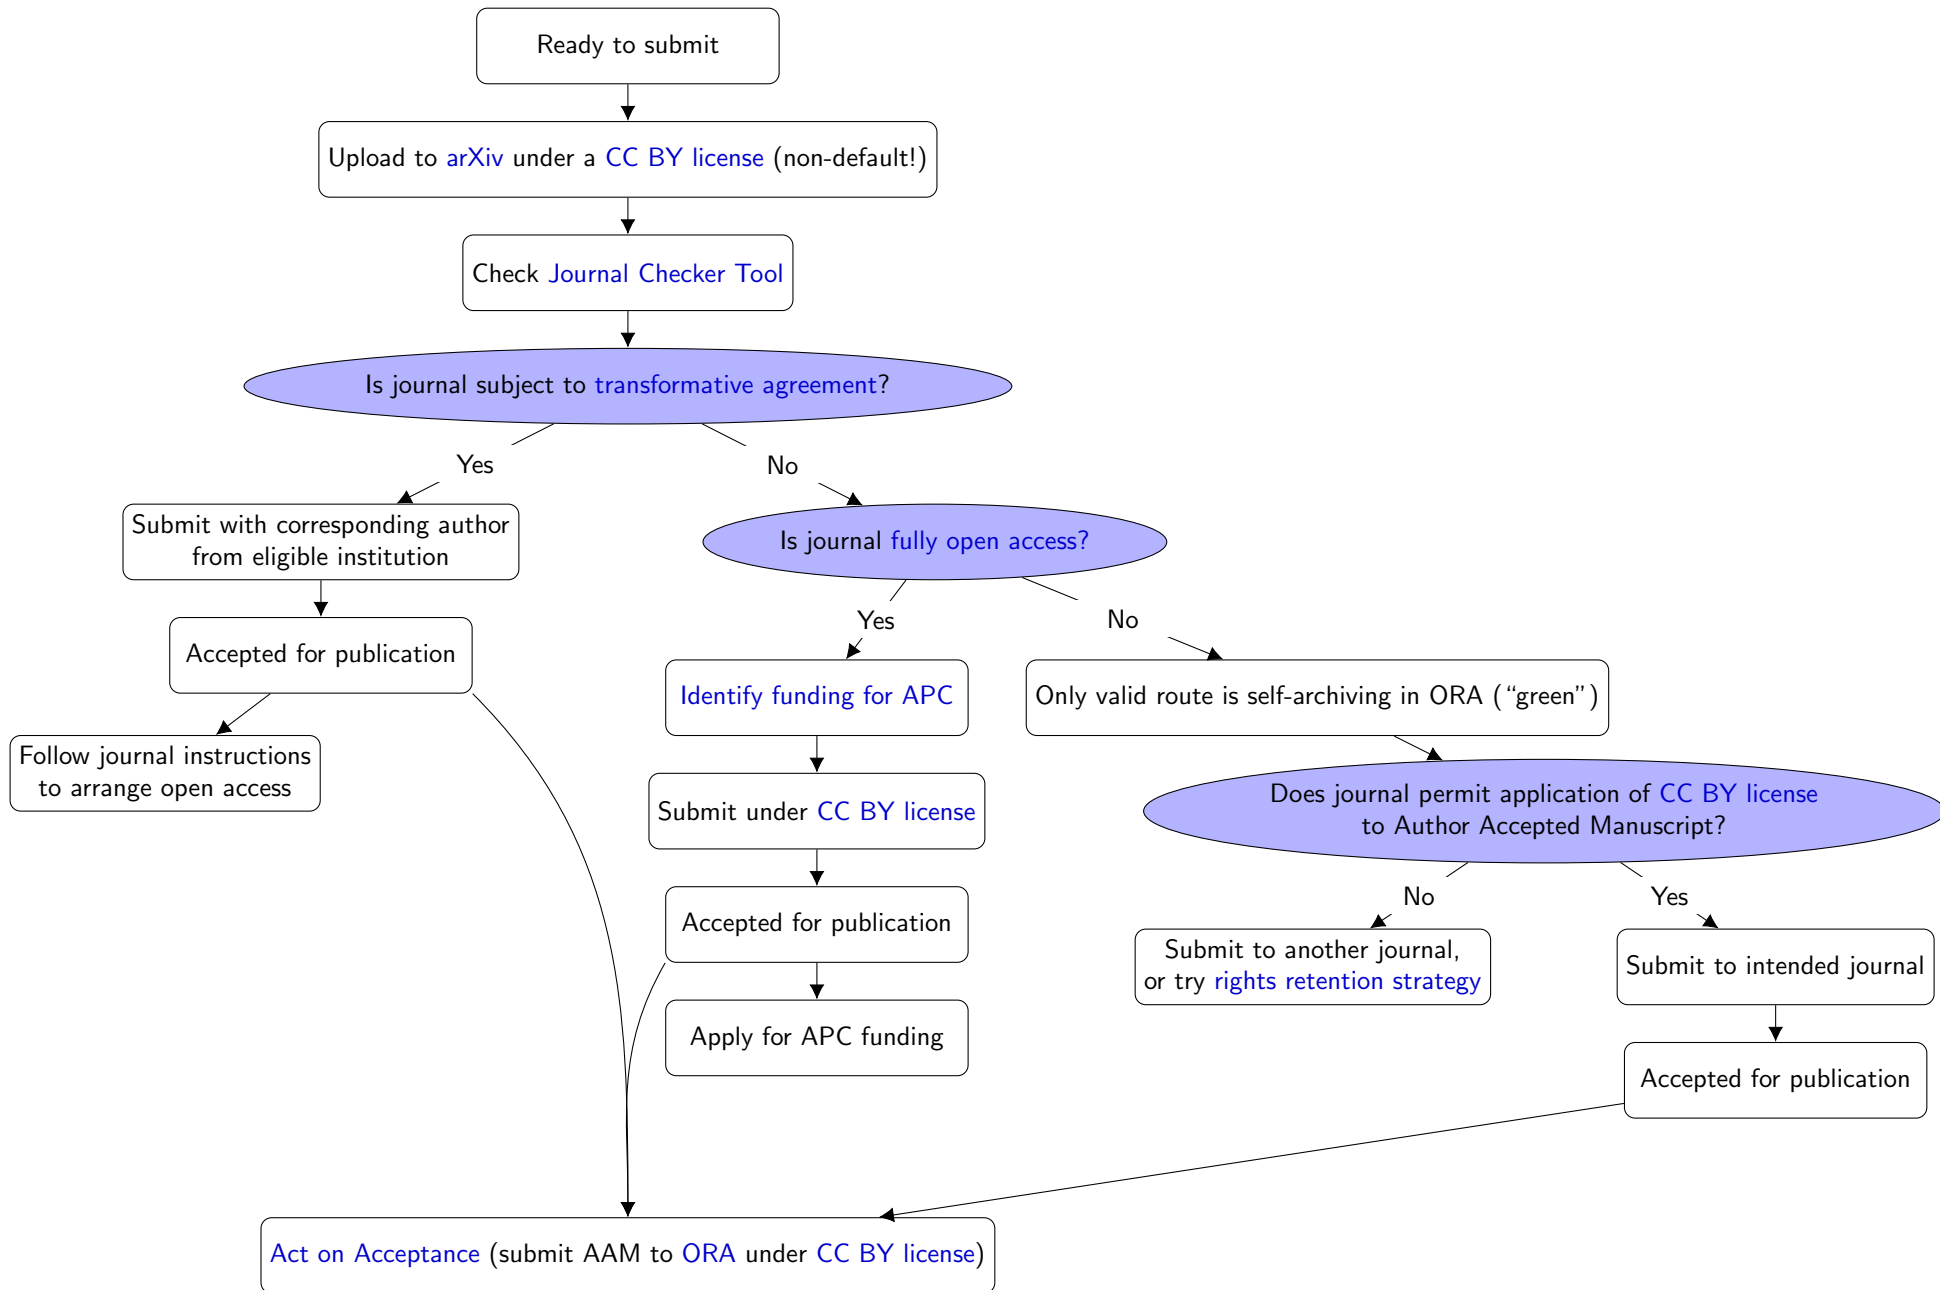 Ready to submit
Upload to arXiv under a CC BY license (non-default!)
Check Journal Checker Tool
Is journal subject to transformative agreement?
Yes
No
Submit with corresponding author
from eligible institution
Is journal fully open access?
Accepted for publication
Follow journal instructions
to arrange open access
Yes
No
Identify funding for APC
Only valid route is self-archiving in ORA (“green”)
Submit under CC BY license
Does journal permit application of CC BY license
to Author Accepted Manuscript?
Accepted for publication
No
Yes
Apply for APC funding
Submit to another journal,
or try rights retention strategy
Submit to intended journal
Accepted for publication
Act on Acceptance (submit AAM to ORA under CC BY license)